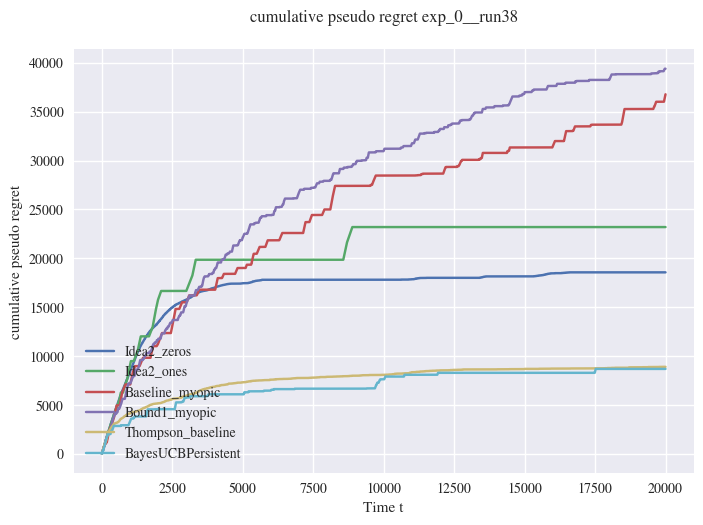 cumulative pseudo regret exp_0__run38
cumulative pseudo regret
40000
35000
30000
25000
20000
15000
10000
5000
0
Idea2_zeros
Idea2_ones
Baseline_myopic
Bound1_myopic
Thompson_baseline
BayesUCBPersistent
0 2500 5000 7500 10000 12500 15000 17500 20000
Time t